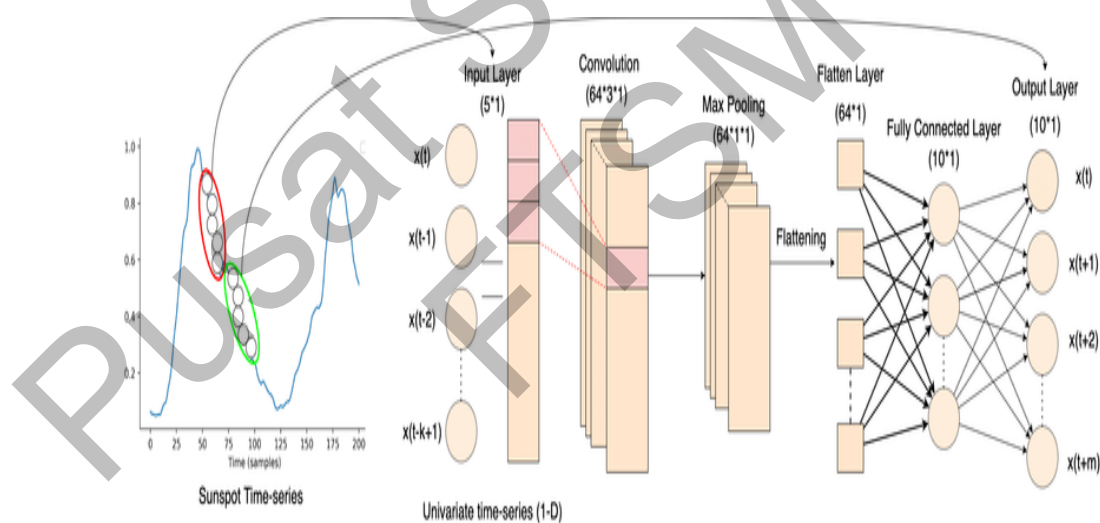 Pusat S
FTSM
Input Layer
(5*1)
x(t)
x(t-1)
x(t-2)
x(t-k+1)
Univariate time-series (1-D)
Convolution
(64*3*1)
Max Pooling
(64*1*1)
Flattening
Flatten Layer
(64*1)
Fully Connected Layer
(10*1)
Output Layer
(10*1)
x(t)
x(t+1)
x(t+2)
x(t+m)
1.0
0.8
0.6
0.4
0.2
0 25 50 75 100 125 150 175 200
Time (samples)
Sunspot Time-series